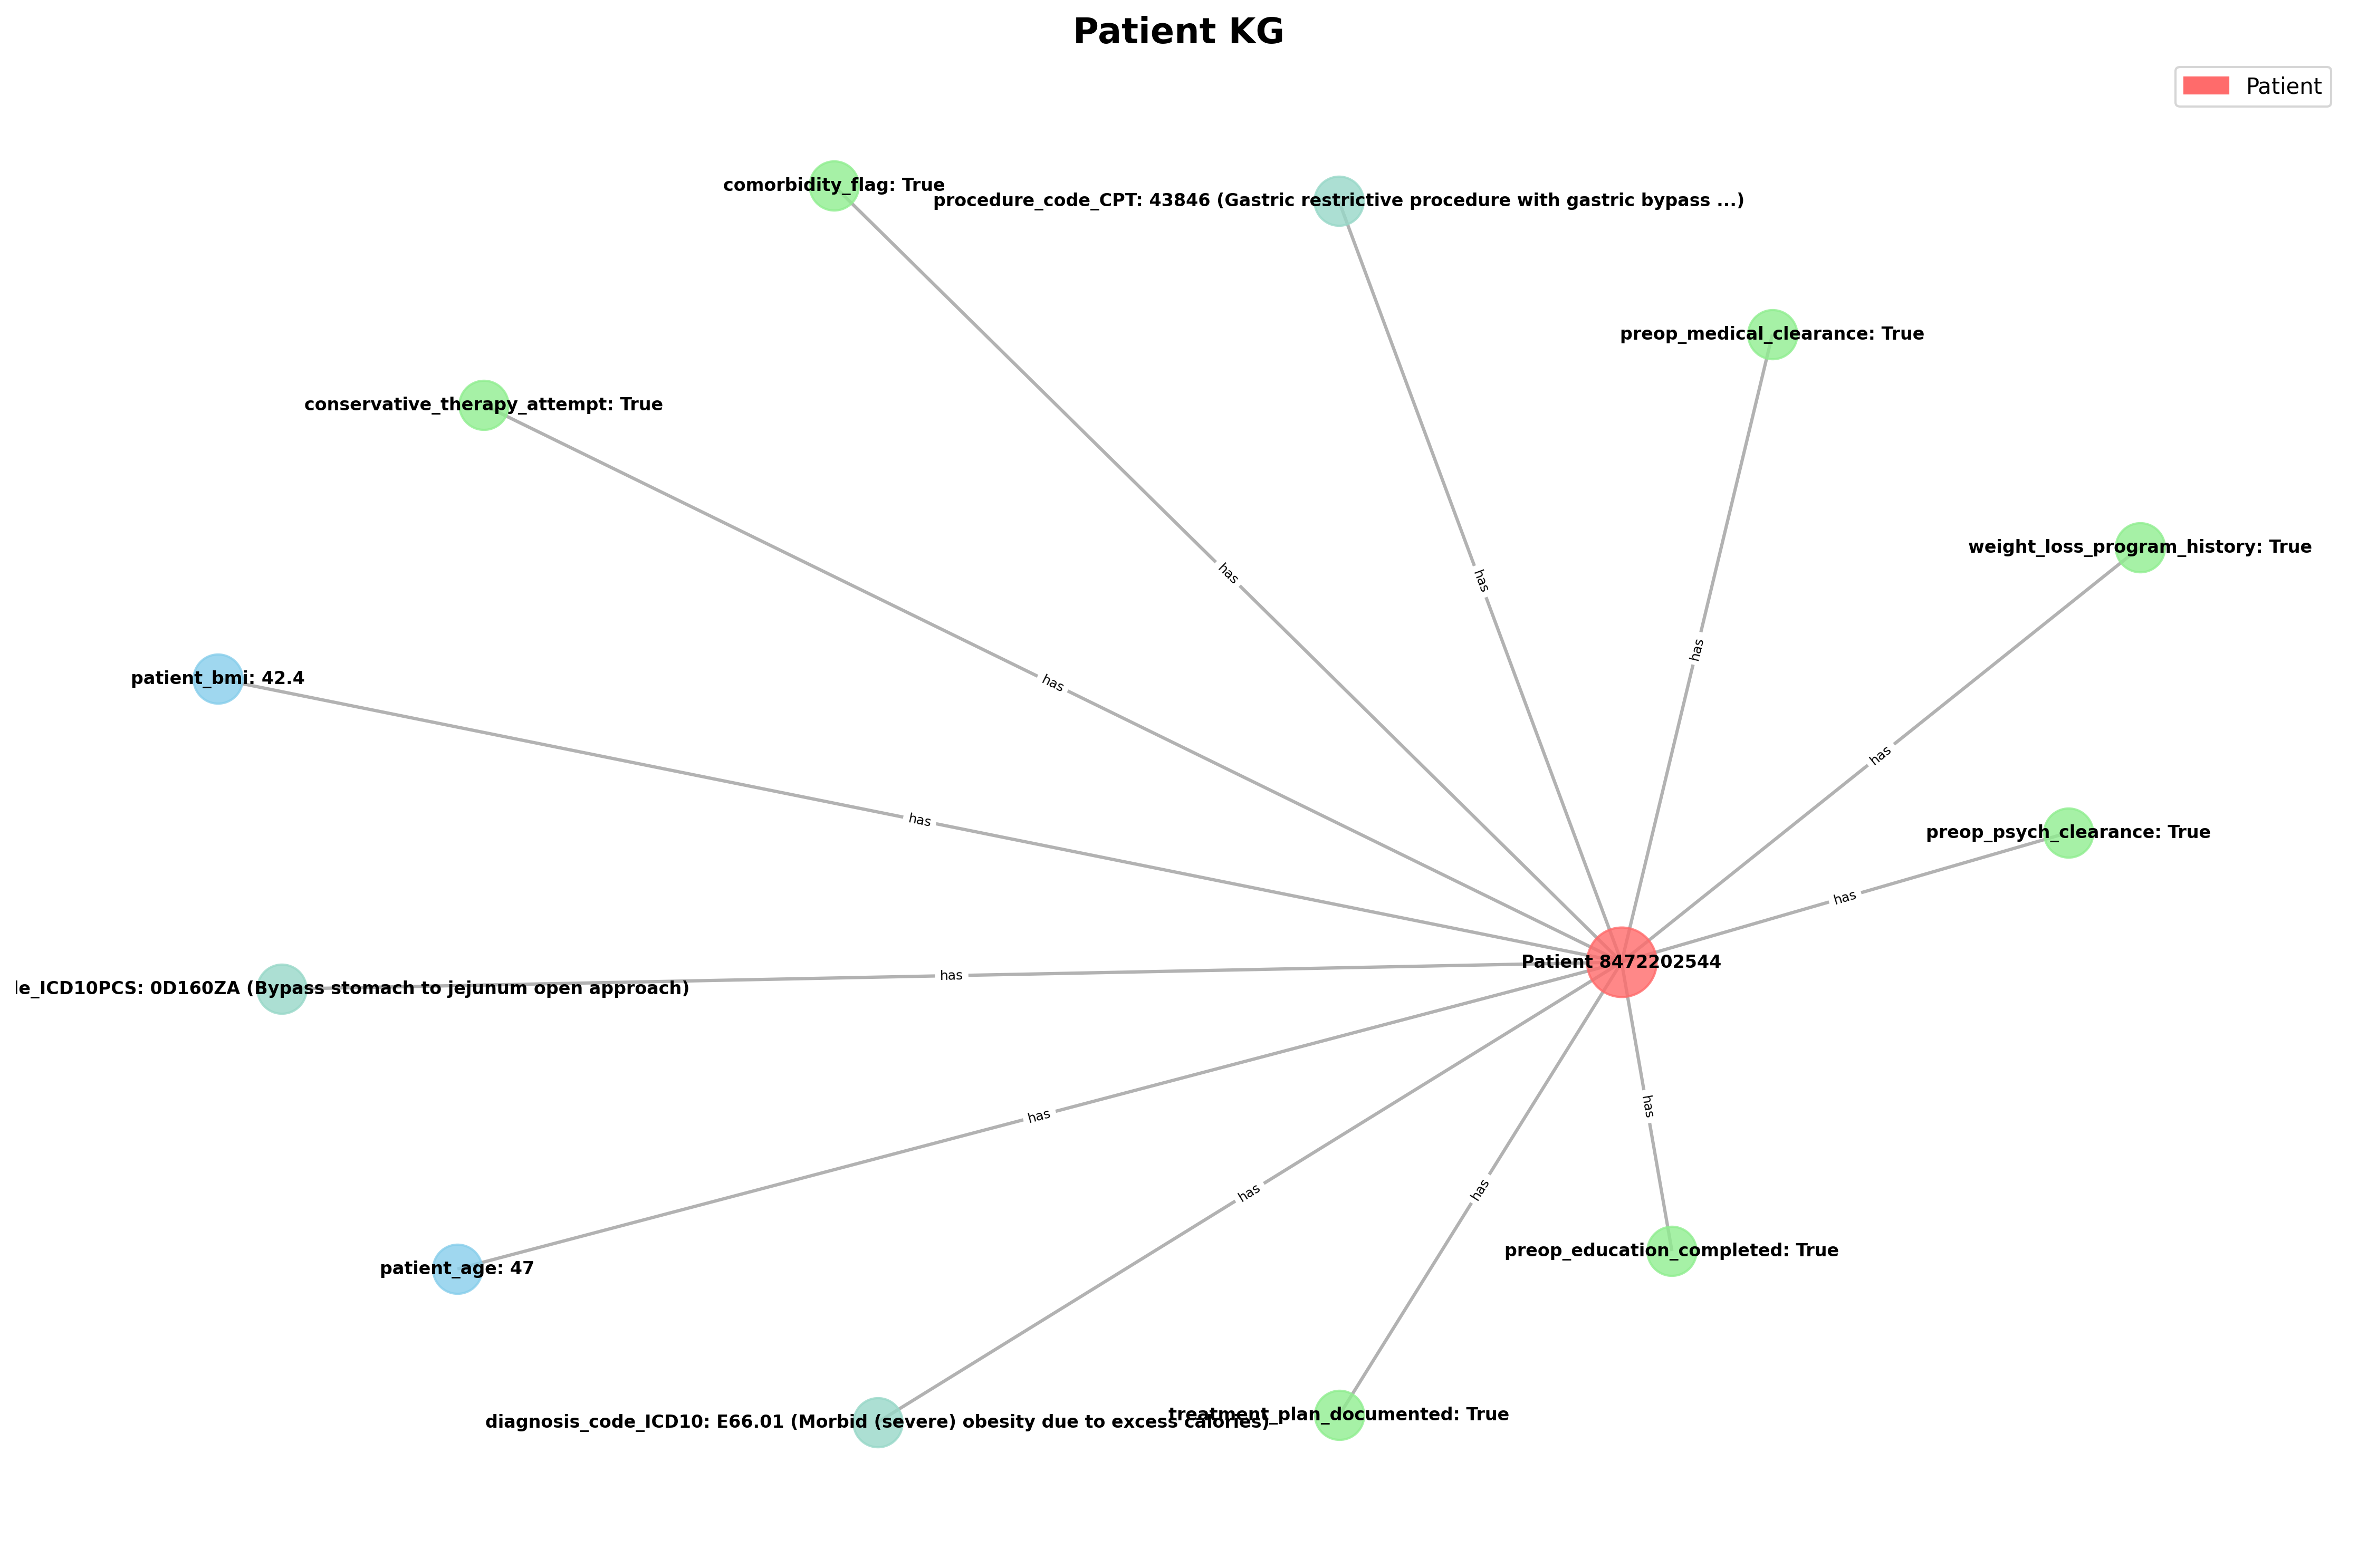 Patient KG
Patient
comorbidity_flag: True
procedure_code_CPT: 43846 (Gastric restrictive procedure with gastric bypass ...)
preop_medical_clearance: True
conservative_therapy_attempt: True
weight_loss_program_history: True
has
has
has
has
patient_bmi: 42.4
has
has
preop_psych_clearance: True
has
Patient 8472202544
has
le_ICD10PCS: 0D160ZA (Bypass stomach to jejunum open approach)
has
has
has
has
preop_education_completed: True
patient_age: 47
treatment_plan_documented: True
diagnosis_code_ICD10: E66.01 (Morbid (severe) obesity due to excess calories)